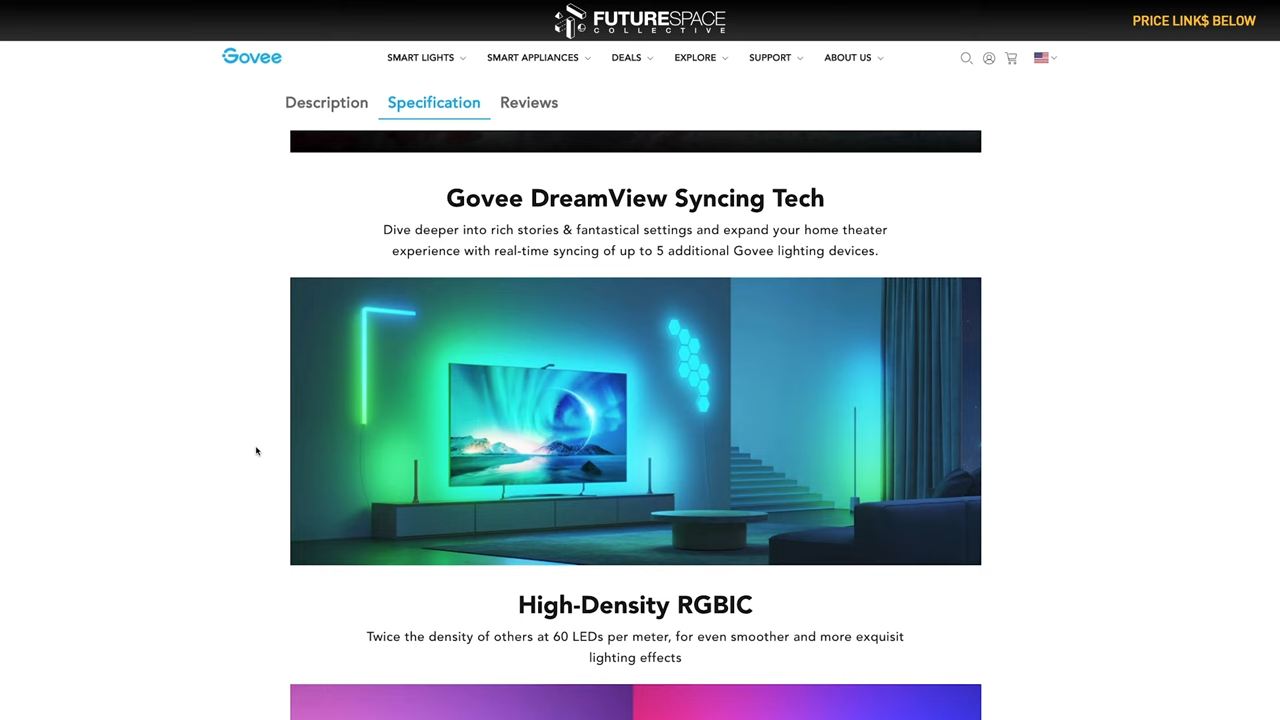 FUTURESPACE
COLLECTIVE
PRICE LINK$ BELOW
Govee
SMART LIGHTS
SMART APPLIANCES
DEALS
EXPLORE
SUPPORT
ABOUT US
Description
Specification
Reviews
Govee DreamView Syncing Tech
Dive deeper into rich stories & fantastical settings and expand your home theater
experience with real-time syncing of up to 5 additional Govee lighting devices.
High-Density RGBIC
Twice the density of others at 60 LEDs per meter, for even smoother and more exquisit
lighting effects